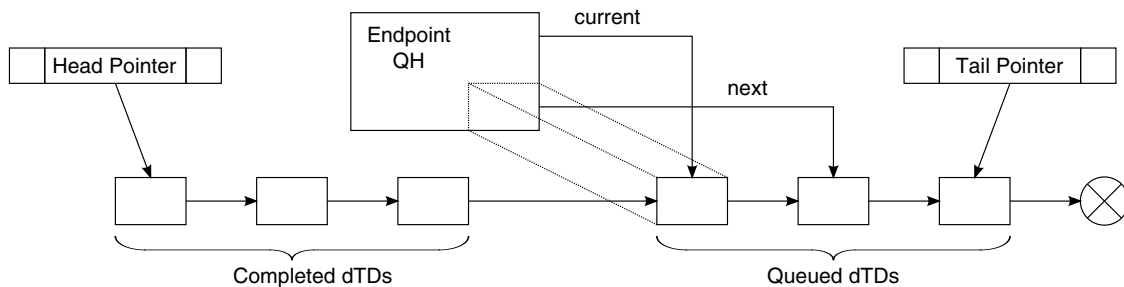 current
Endpoint
QH
Head Pointer
Tail Pointer
next
Completed dTDs
Queued dTDs